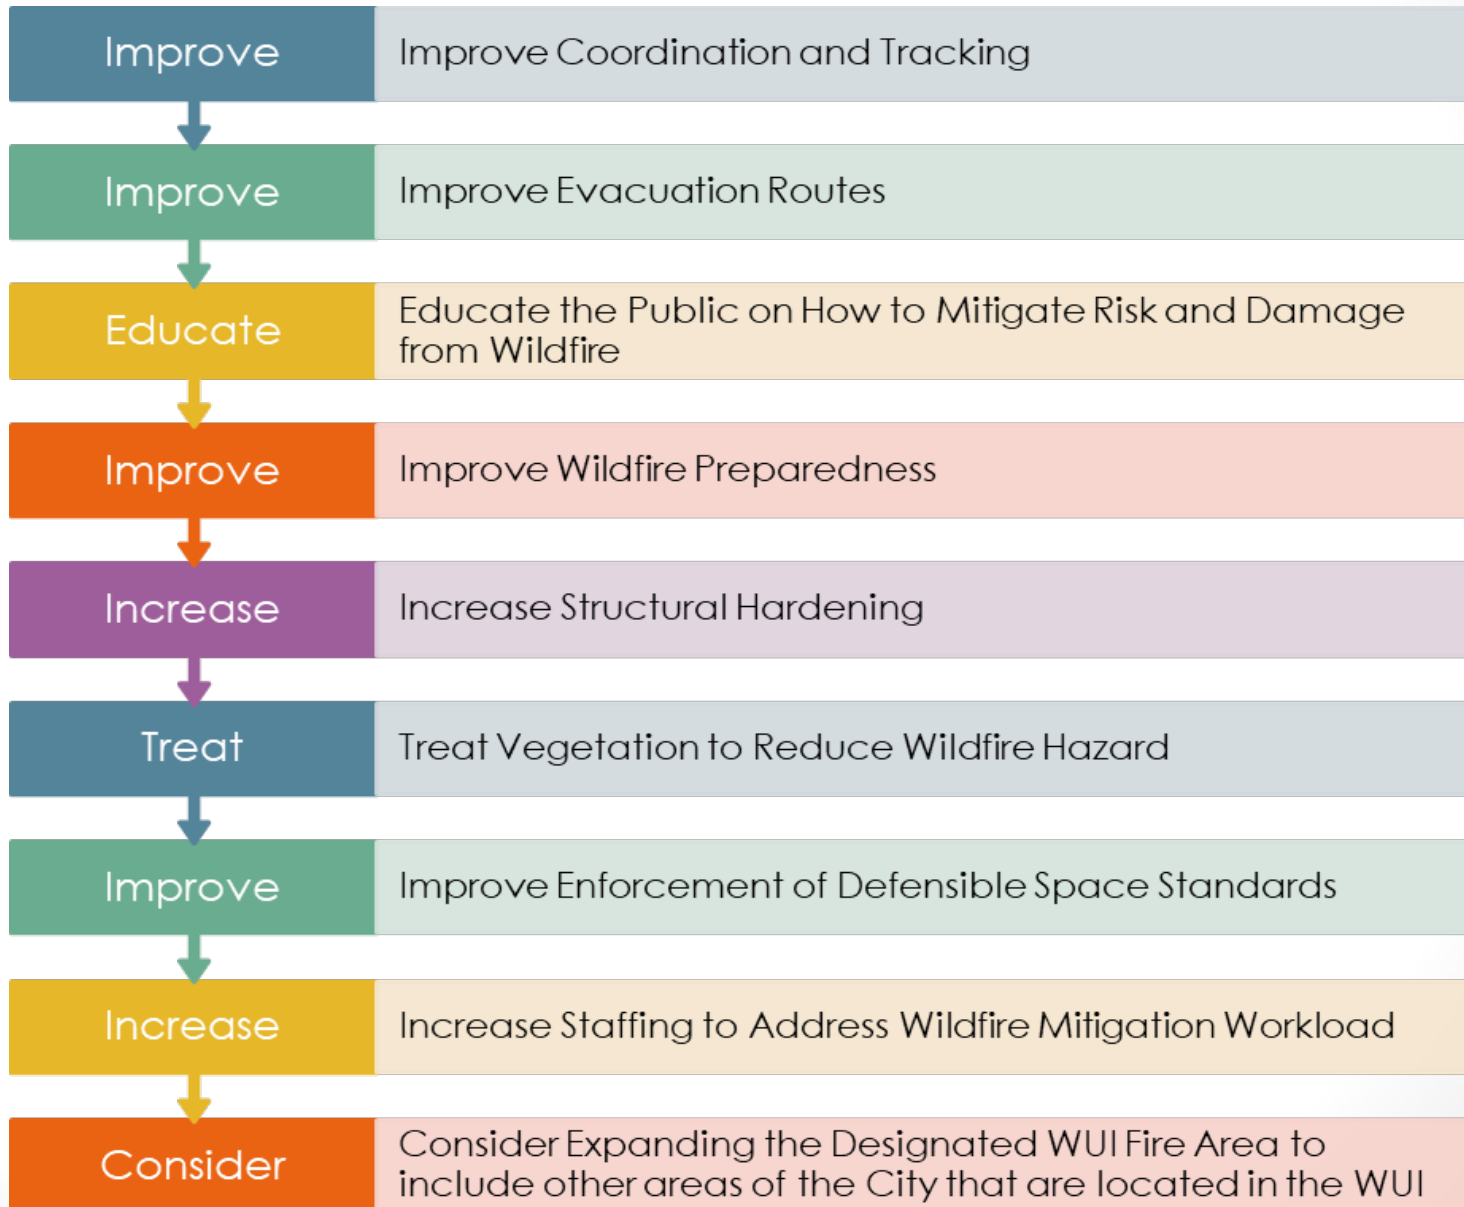 Improve
Improve Coordination and Tracking
Improve
Improve Evacuation Routes
Educate
Educate the Public on How to Mitigate Risk and Damage
from Wildfire
Improve
Improve Wildfire Preparedness
Increase
Increase Structural Hardening
Treat
Treat Vegetation to Reduce Wildfire Hazard
Improve
Improve Enforcement of Defensible Space Standards
Increase
Increase Staffing to Address Wildfire Mitigation Workload
Consider
Consider Expanding the Designated WUI Fire Area to
include other areas of the City that are located in the WUI